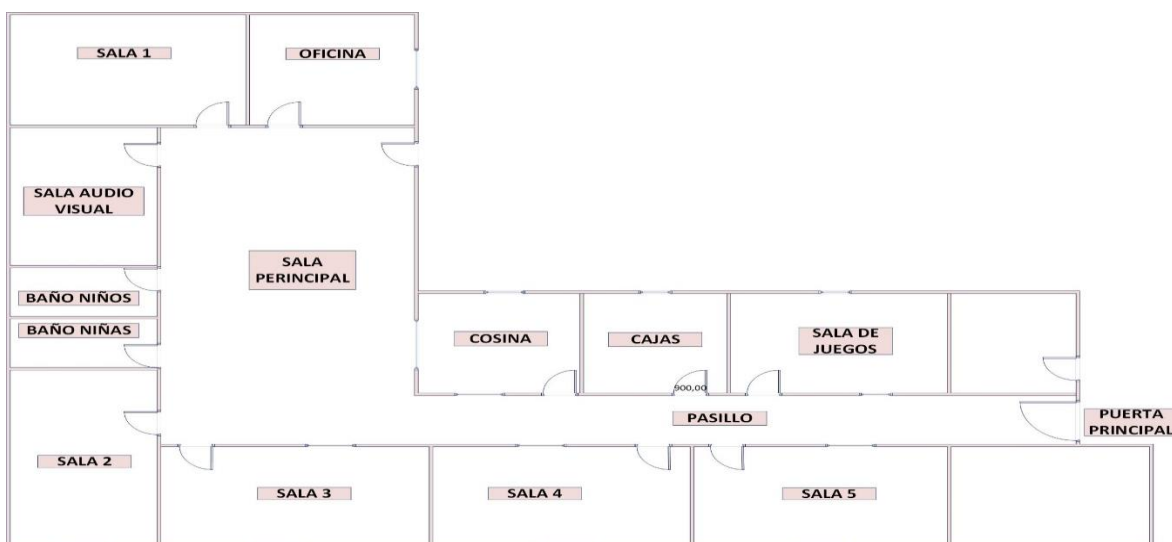 SALA 1
OFICINA
SALA AUDIO
VISUAL
SALA
PERINCIPAL
BAÑO NIÑOS
BAÑO NIÑAS
COSINA
CAJAS
SALA DE
JUEGOS
900,00
PASILLO
PUERTA
PRINCIPAL
SALA 2
SALA 3
SALA 4
SALA 5